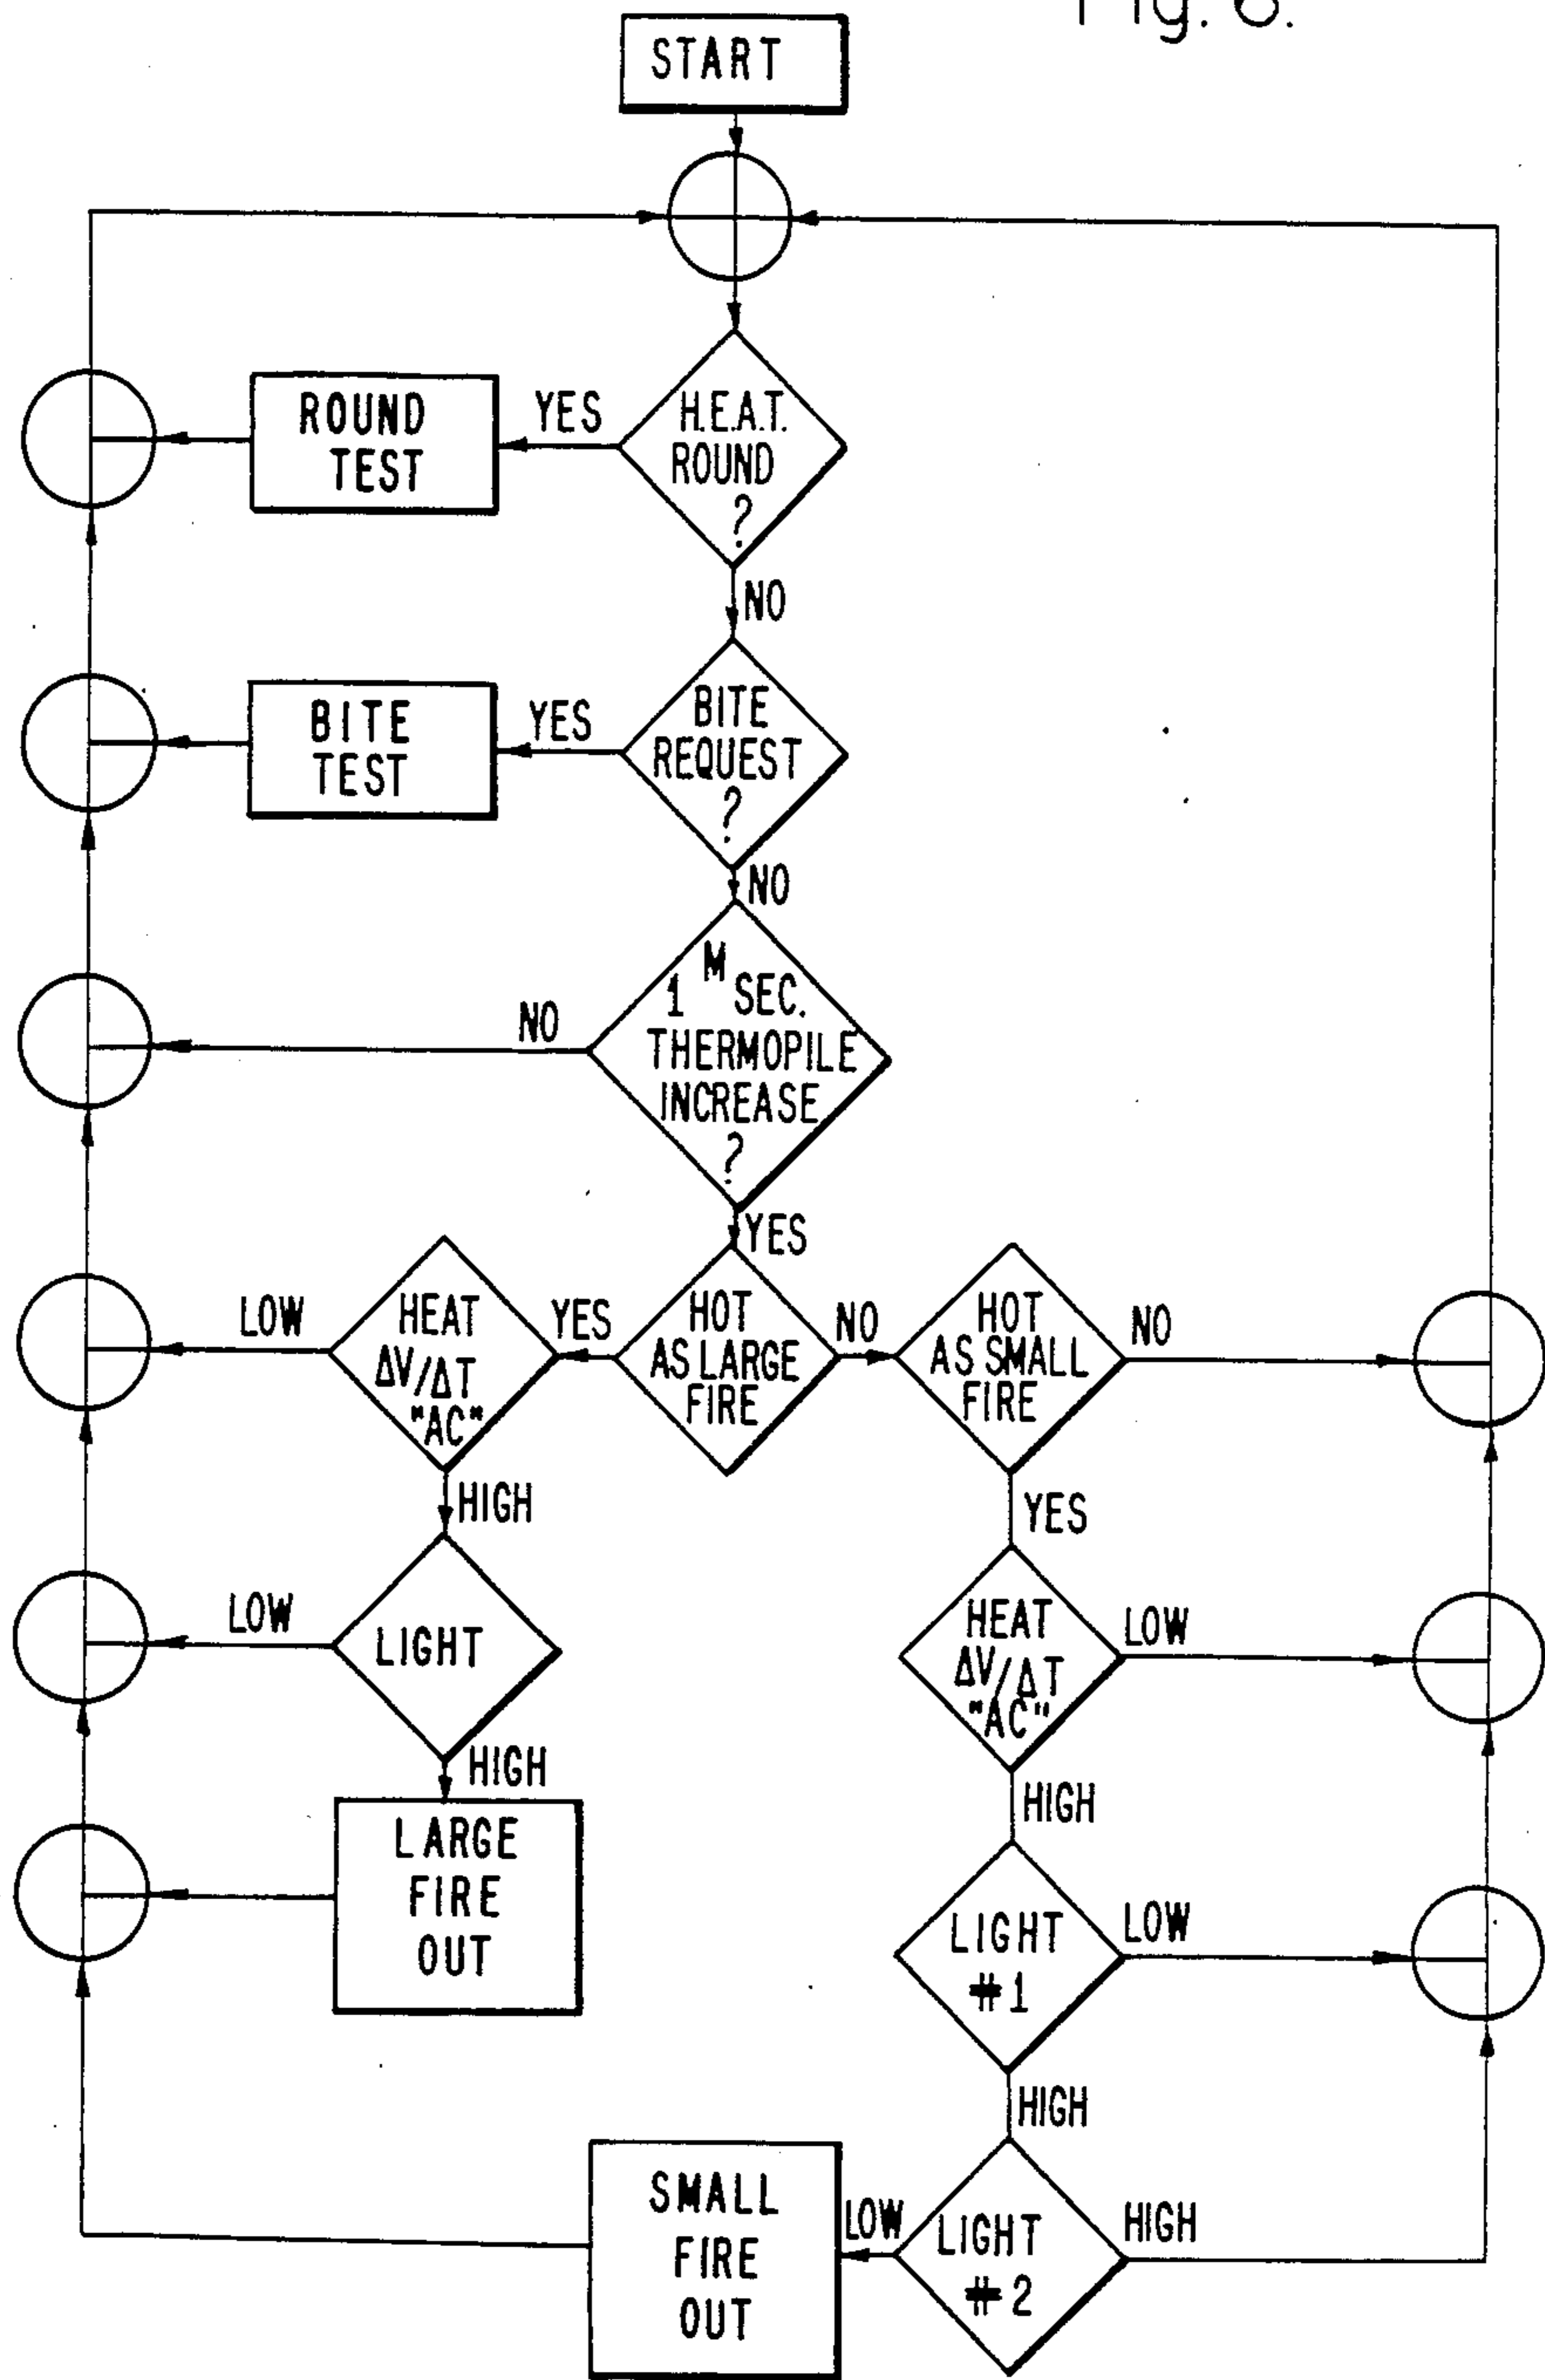 Fig. 6.
START
ROUND
TEST
YES
H.E.A.T.
ROUND
?
NO
BITE
TEST
YES
BITE
REQUEST
?
NO
NO
1 M SEC.
THERMOPILE
INCREASE
?
YES
LOW
HEAT
ΔV/ΔT
"AC"
YES
HOT
AS LARGE
FIRE
NO
HOT
AS SMALL
FIRE
NO
HIGH
YES
LOW
LIGHT
HEAT
ΔV/ΔT
"AC"
LOW
HIGH
HIGH
LARGE
FIRE
OUT
LIGHT
#1
LOW
HIGH
SMALL
FIRE
OUT
LOW
LIGHT
#2
HIGH